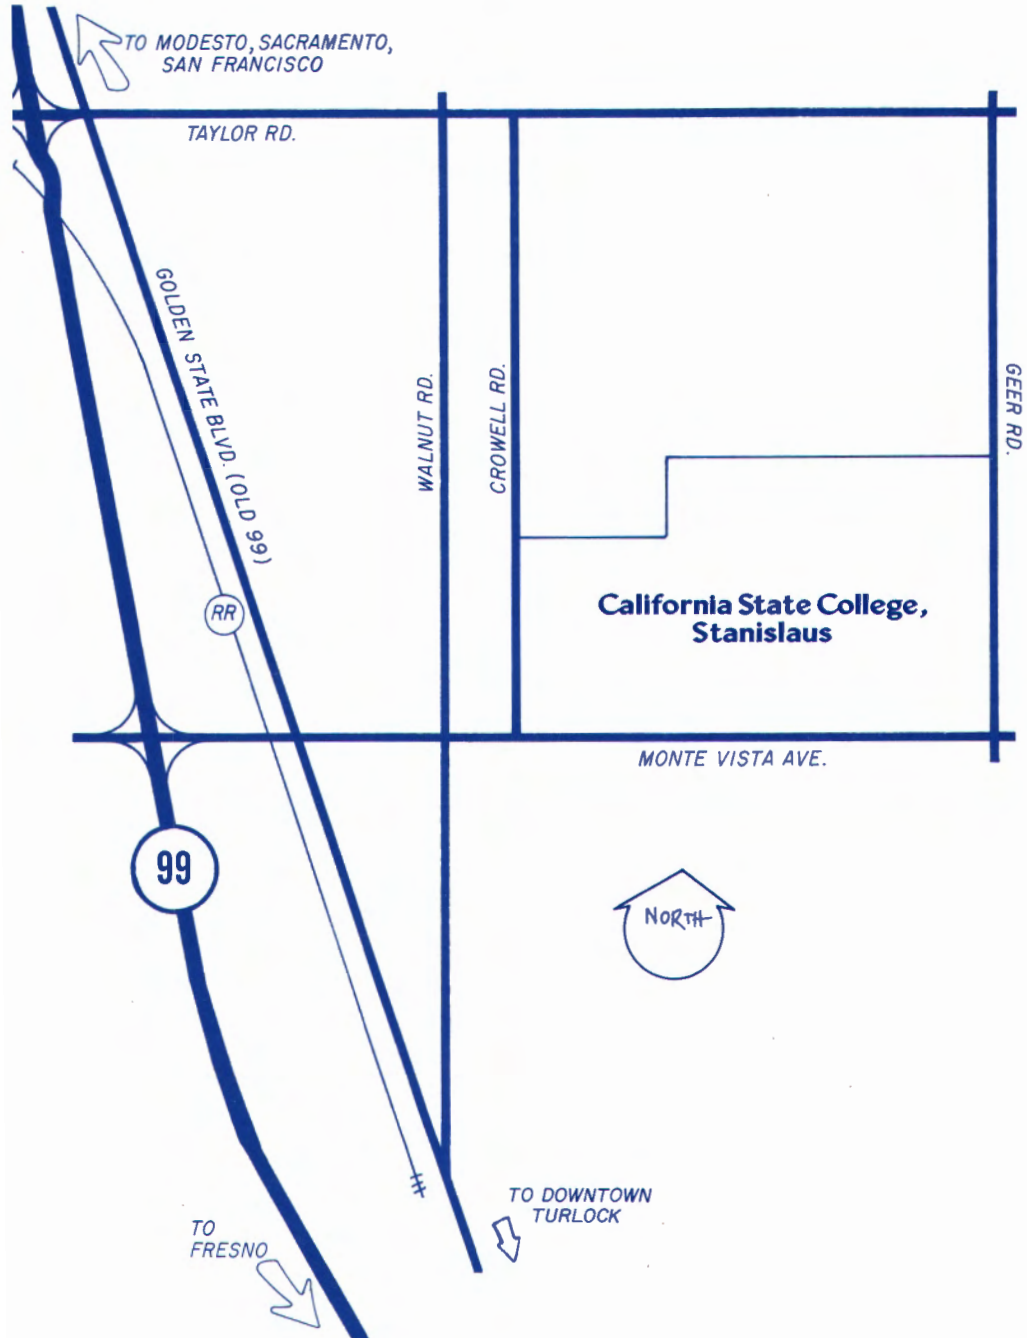 TO MODESTO, SACRAMENTO,
SAN FRANCISCO
TAYLOR RD.
GOLDEN STATE BLVD. (OLD 99)
WALNUT RD.
CROWELL RD.
GEER RD.
RR
California State College,
Stanislaus
MONTE VISTA AVE.
99
NORTH
TO DOWNTOWN
TURLOCK
TO
FRESNO